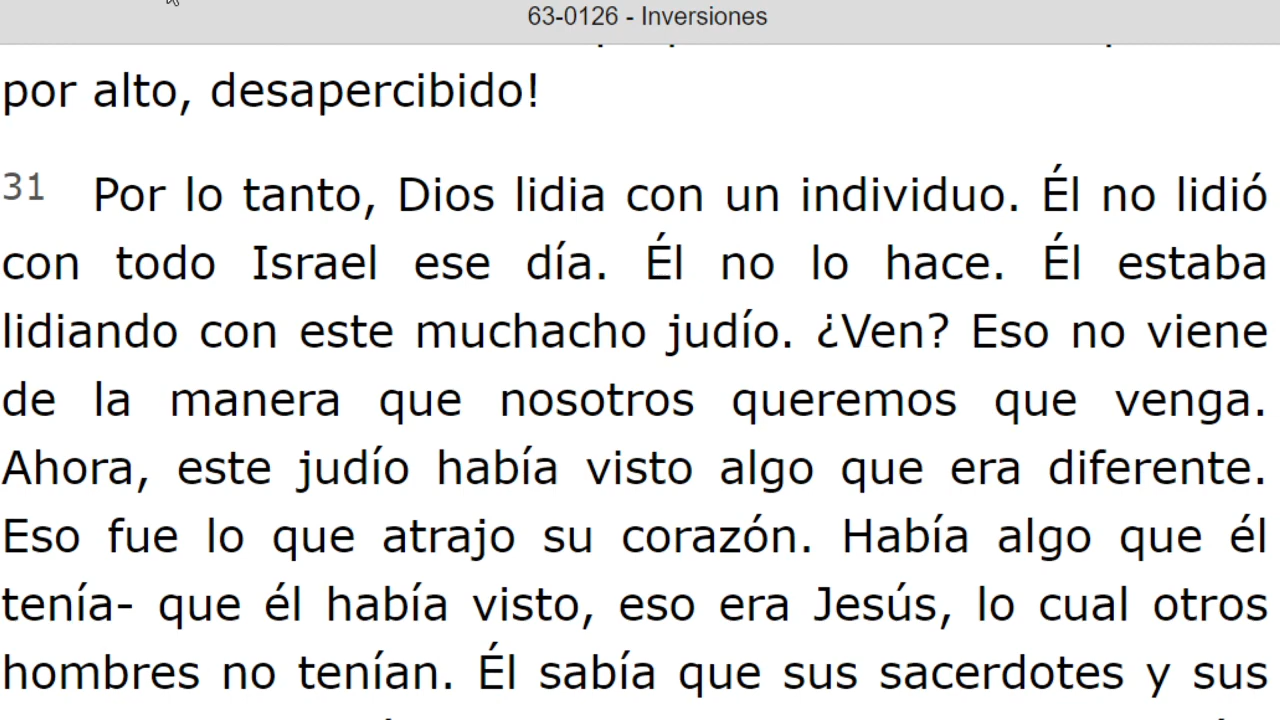 63-0126 - Inversiones
por alto, desapercibido!
31 Por lo tanto, Dios lidia con un individuo. Él no lidió
con todo Israel ese día. Él no lo hace. Él estaba
lidiando con este muchacho judío. ¿Ven? Eso no viene
de la manera que nosotros queremos que venga.
Ahora, este judío había visto algo que era diferente.
Eso fue lo que atrajo su corazón. Había algo que él
tenía- que él había visto, eso era Jesús, lo cual otros
hombres no tenían. Él sabía que sus sacerdotes y sus